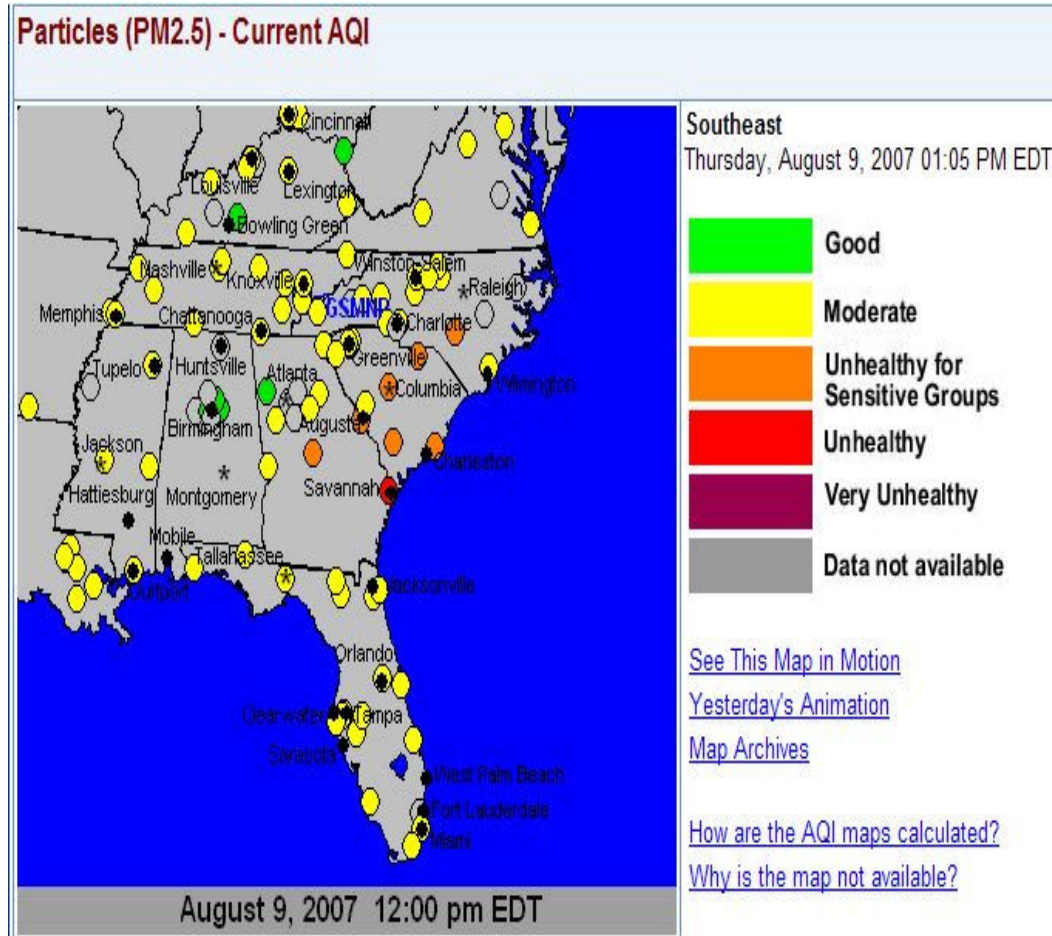 Particles (PM2.5) - Current AQI
Southeast
Thursday, August 9, 2007 01:05 PM EDT
Good
Moderate
Unhealthy for
Sensitive Groups
Unhealthy
Very Unhealthy
Data not available
See This Map in Motion
Yesterday's Animation
Map Archives
How are the AQI maps calculated?
Why is the map not available?
Cincinnati
Louisville
Lexington
Bowling Green
Nashville
Knoxville
Winston-Salem
Raleigh
GSMNP
Memphis
Chattanooga
Charlotte
Tupelo
Huntsville
Atlanta
Greenville
Columbia
Wilmington
Birmingham
Augusta
Jackson
Charleston
Hattiesburg
Montgomery
Savannah
Mobile
Tallahassee
Gulfport
Jacksonville
Orlando
Clearwater
Tampa
Sarasota
West Palm Beach
Fort Lauderdale
Miami
August 9, 2007 12:00 pm EDT